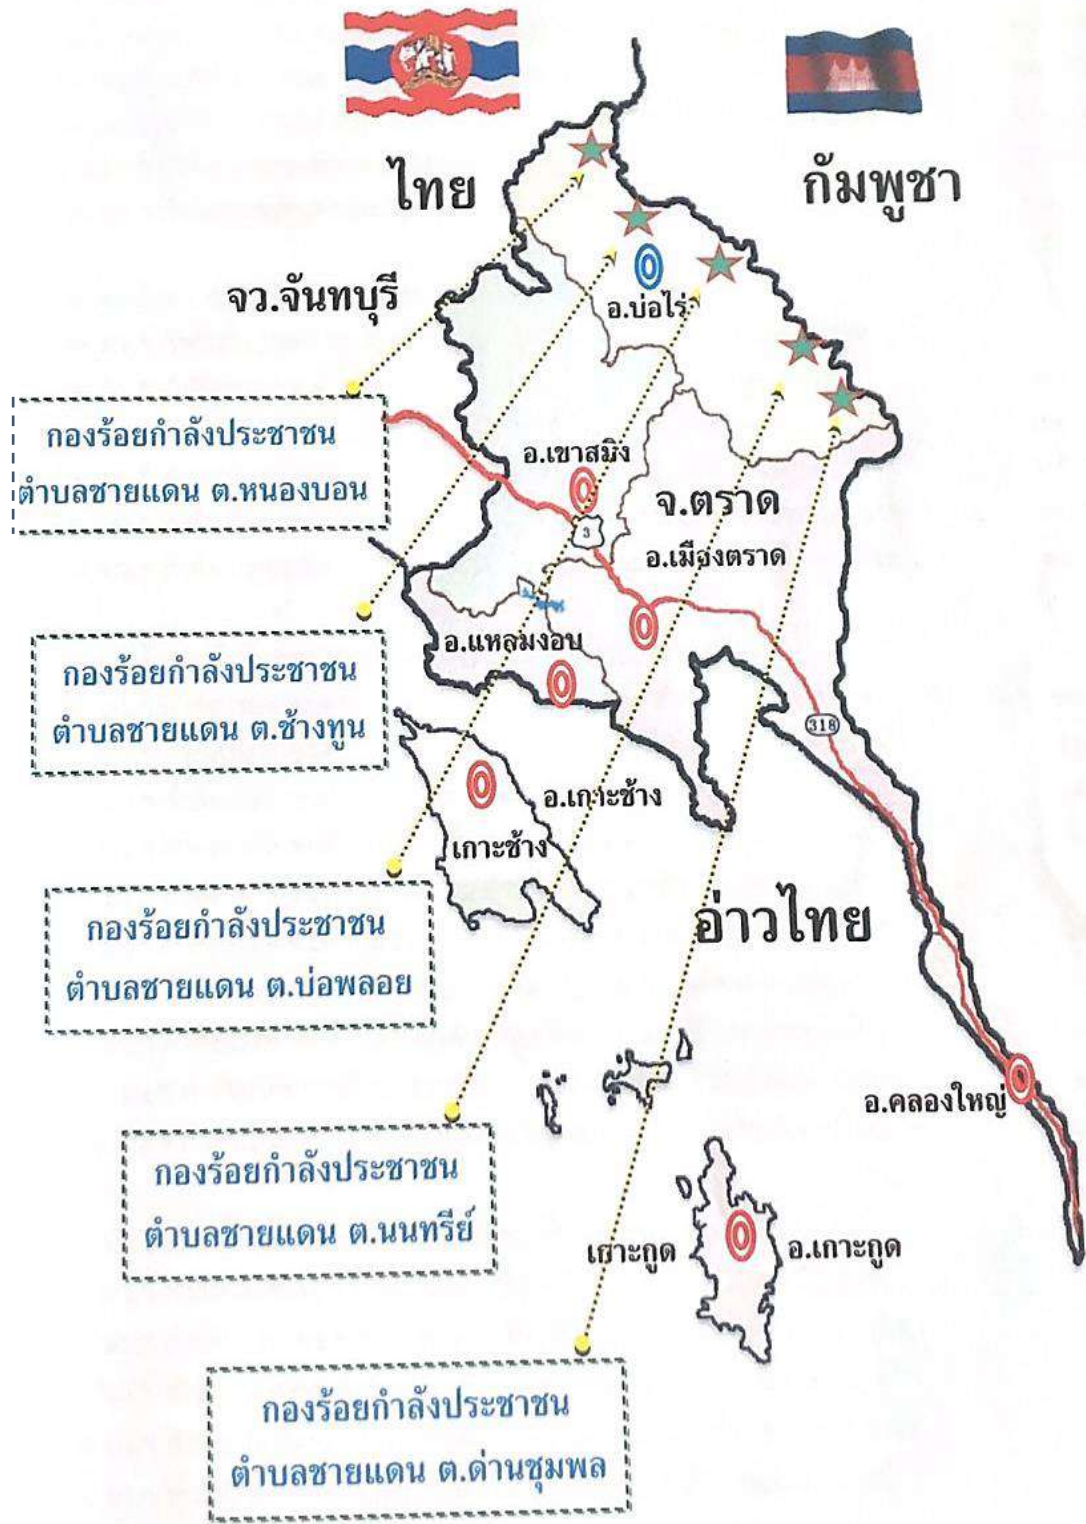 ไทย
กัมพูชา
จว.จันทบุรี
อ.บ่อไร่
กองร้อยกำลังประชาชน
ตำบลชายแดน ต.หนองบอน
อ.เขาสมิง
จ.ตราด
3
อ.เมืองตราด
กองร้อยกำลังประชาชน
ตำบลชายแดน ต.ช้างทูน
อ.แหลมงอบ
318
อ.เกาะช้าง
เกาะช้าง
กองร้อยกำลังประชาชน
ตำบลชายแดน ต.บ่อพลอย
อ่าวไทย
อ.คลองใหญ่
กองร้อยกำลังประชาชน
ตำบลชายแดน ต.นนทรีย์
เกาะกูด
อ.เกาะกูด
กองร้อยกำลังประชาชน
ตำบลชายแดน ต.ด่านชุมพล